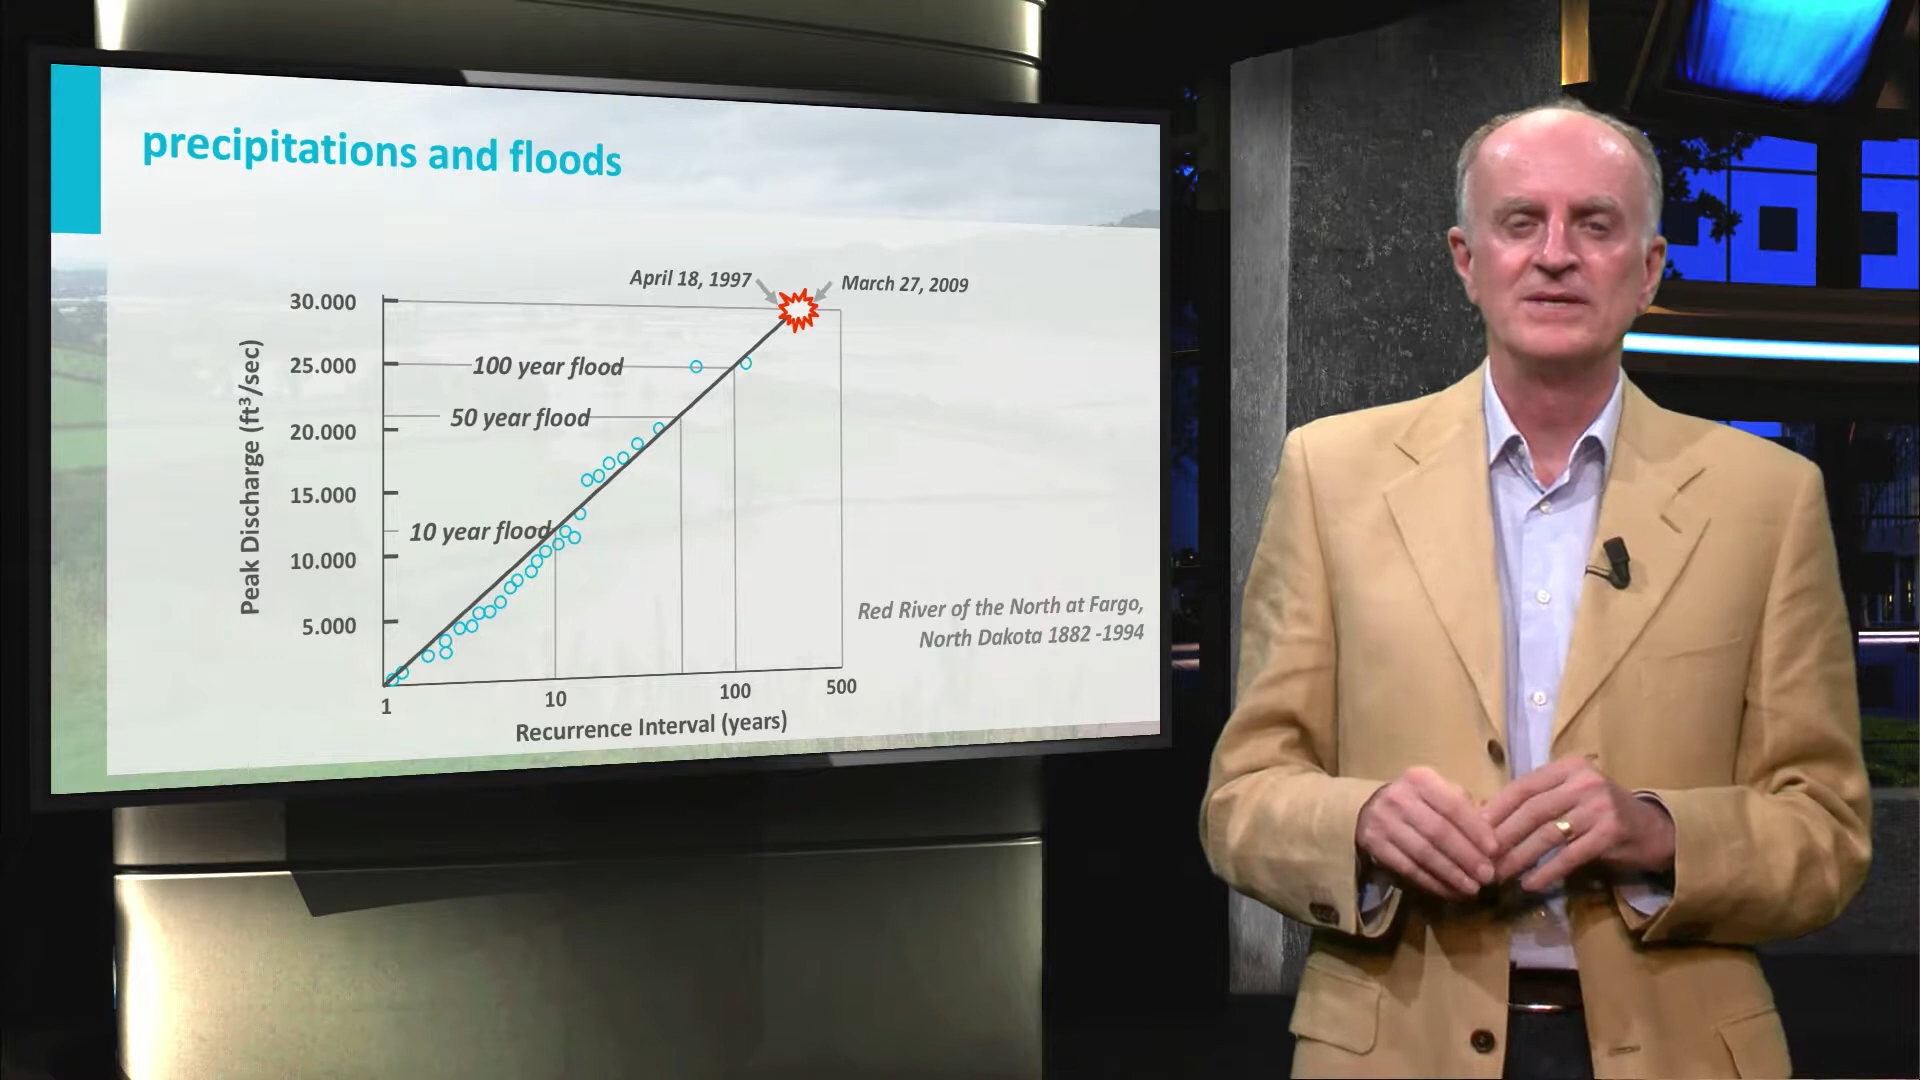 precipitations and floods
April 18, 1997
March 27, 2009
30.000
25.000
100 year flood
50 year flood
20.000
15.000
10 year flood
10.000
5.000
Peak Discharge (ft³/sec)
Red River of the North at Fargo,
North Dakota 1882 -1994
1
10
100
500
Recurrence Interval (years)